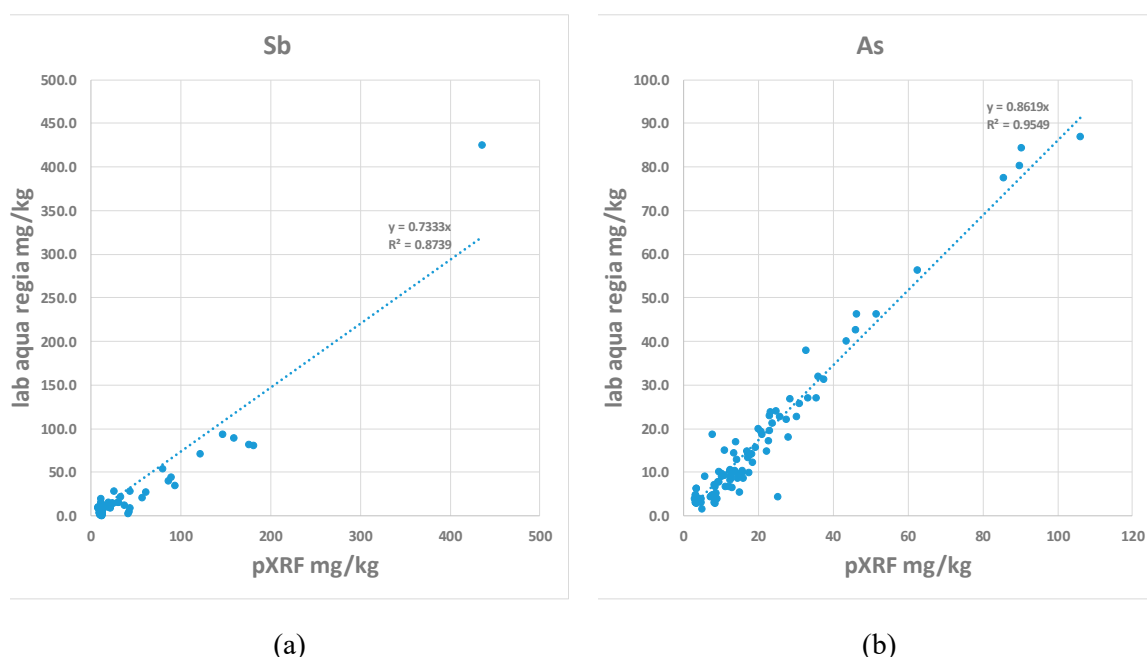 Sb
500.0
450.0
400.0
350.0
300.0
250.0
200.0
150.0
100.0
50.0
0.0
0 100 200 300 400 500
y = 0.7333x
R² = 0.8739
lab aqua regia mg/kg
pXRF mg/kg
(a)
As
100.0
90.0
80.0
70.0
60.0
50.0
40.0
30.0
20.0
10.0
0.0
0 20 40 60 80 100 120
y = 0.8619x
R² = 0.9549
lab aqua regia mg/kg
pXRF mg/kg
(b)